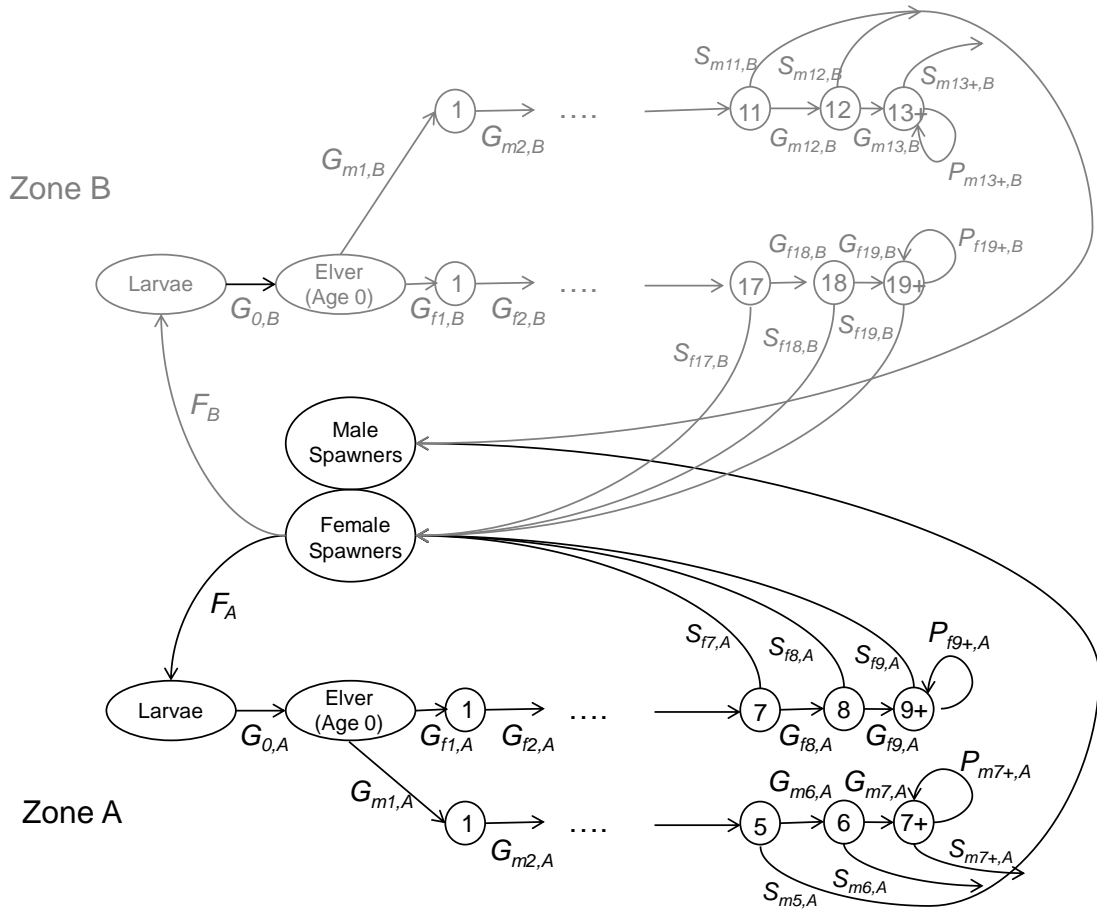 S_{m11,B}
S_{m12,B}
S_{m13+,B}
1
....
11
12
13+
G_{m2,B}
G_{m12,B}
G_{m13,B}
G_{m1,B}
P_{m13+,B}
Zone B
G_{f18,B}
G_{f19,B}
P_{f19+,B}
Larvae
Elver
(Age 0)
1
....
17
18
19+
G_{0,B}
G_{f1,B}
G_{f2,B}
S_{f17,B}
S_{f18,B}
S_{f19,B}
F_B
Male
Spawners
Female
Spawners
F_A
S_{f7,A}
S_{f8,A}
S_{f9,A}
P_{f9+,A}
Larvae
Elver
(Age 0)
1
....
7
8
9+
G_{0,A}
G_{f1,A}
G_{f2,A}
G_{f8,A}
G_{f9,A}
G_{m1,A}
G_{m6,A}
G_{m7,A}
P_{m7+,A}
Zone A
1
....
5
6
7+
G_{m2,A}
S_{m5,A}
S_{m6,A}
S_{m7+,A}